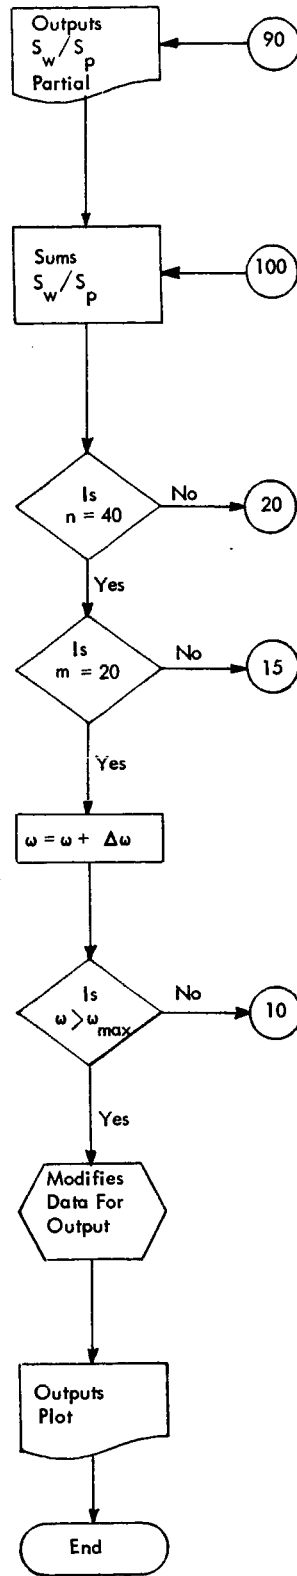 Outputs
S_w/S_p
Partial
90
Sums
S_w/S_p
100
Is
n = 40
No
20
Yes
Is
m = 20
No
15
Yes
ω = ω + Δω
Is
ω > ω_max
No
10
Yes
Modifies
Data For
Output
Outputs
Plot
End